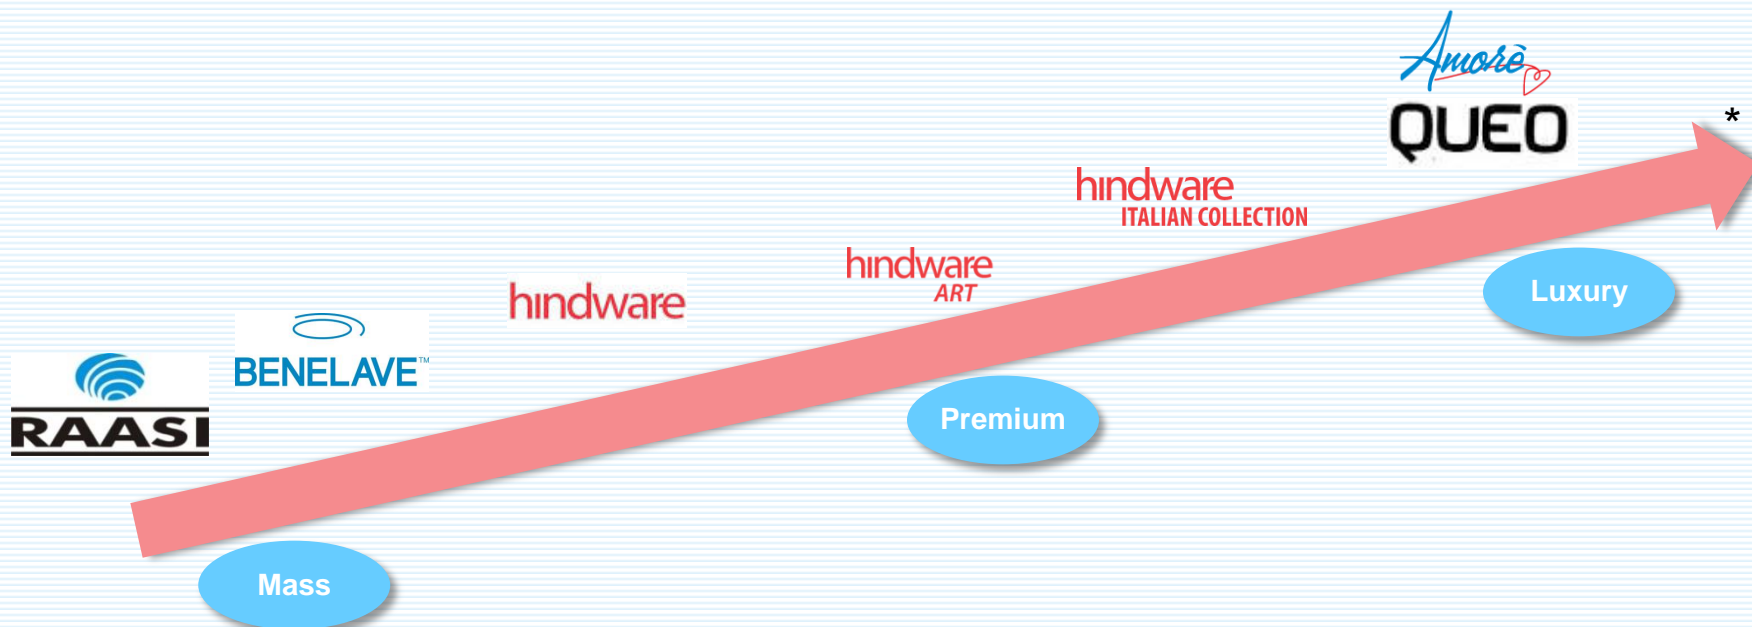 Amorè
QUEO
*
hindware
ITALIAN COLLECTION
hindware
ART
Luxury
hindware
BENELAVE™
RAASI
Premium
Mass